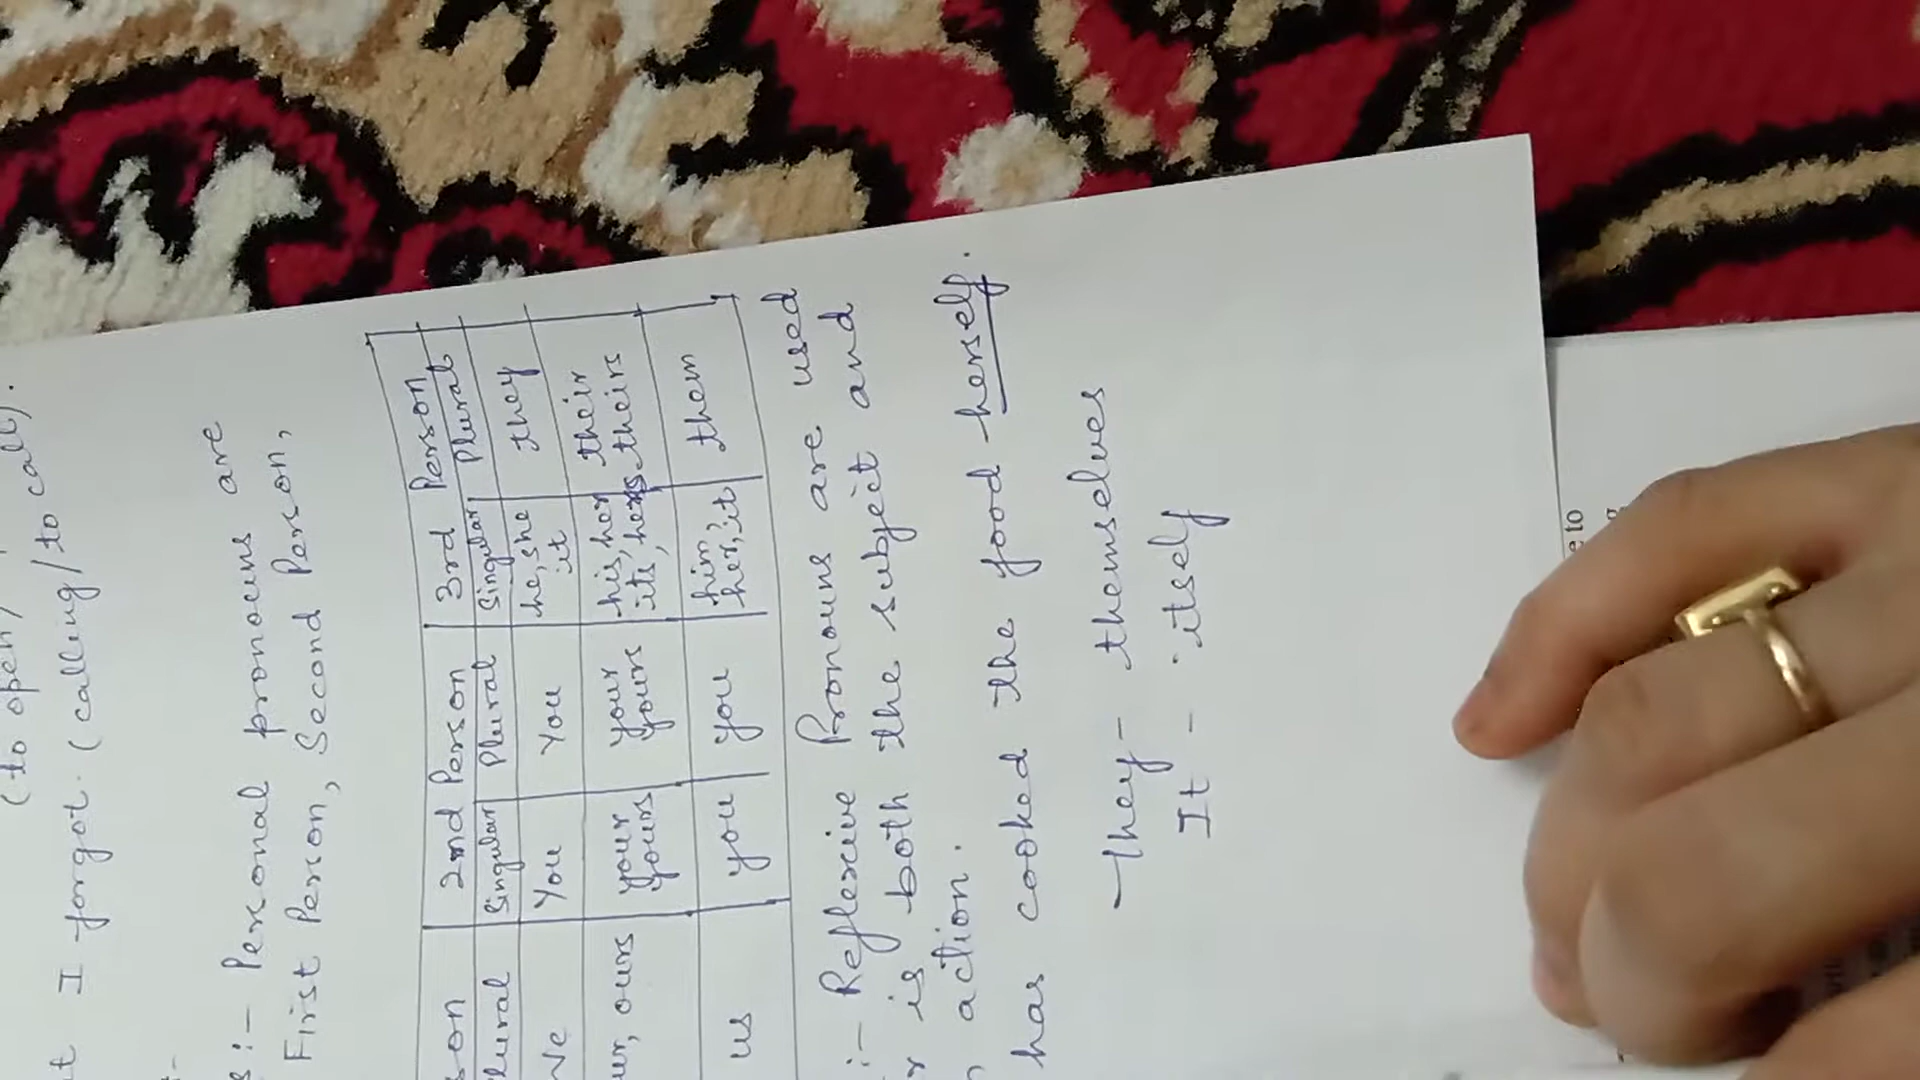 (to open/
I forgot. (calling/to call).
:- Personal pronouns are
First Person, Second Person,
2nd Person 3rd Person
Plural Singular Plural Singular Plural
We You You he, she they
it
ours your your his, her their
yours yours its, hers theirs
us you you him, them
her, it
:- Reflexive Pronouns are used
is both the subject and
action.
has cooked the food herself.
They - themselves
It - itself
e to